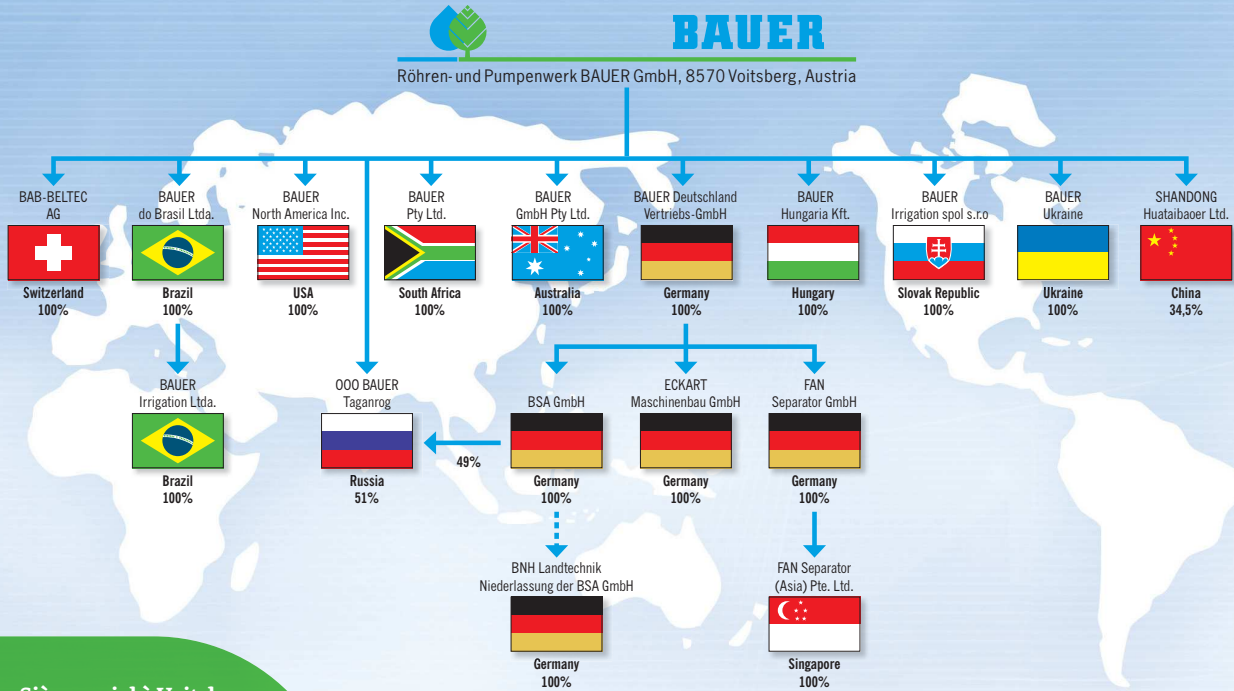 BAUER
Röhren- und Pumpenwerk BAUER GmbH, 8570 Voitsberg, Austria
BAB-BELTEC
AG
Switzerland
100%
BAUER
do Brasil Ltda.
Brazil
100%
BAUER
North America Inc.
USA
100%
BAUER
Pty Ltd.
South Africa
100%
BAUER
GmbH Pty Ltd.
Australia
100%
BAUER Deutschland
Vertriebs-GmbH
Germany
100%
BAUER
Hungaria Kft.
Hungary
100%
BAUER
Irrigation spol s.r.o
Slovak Republic
100%
BAUER
Ukraine
Ukraine
100%
SHANDONG
Huataibaoer Ltd.
China
34,5%
BAUER
Irrigation Ltda.
Brazil
100%
OOO BAUER
Taganrog
Russia
51%
49%
BSA GmbH
Germany
100%
ECKART
Maschinenbau GmbH
Germany
100%
FAN
Separator GmbH
Germany
100%
BNH Landtechnik
Niederlassung der BSA GmbH
Germany
100%
FAN Separator
(Asia) Pte. Ltd.
Singapore
100%